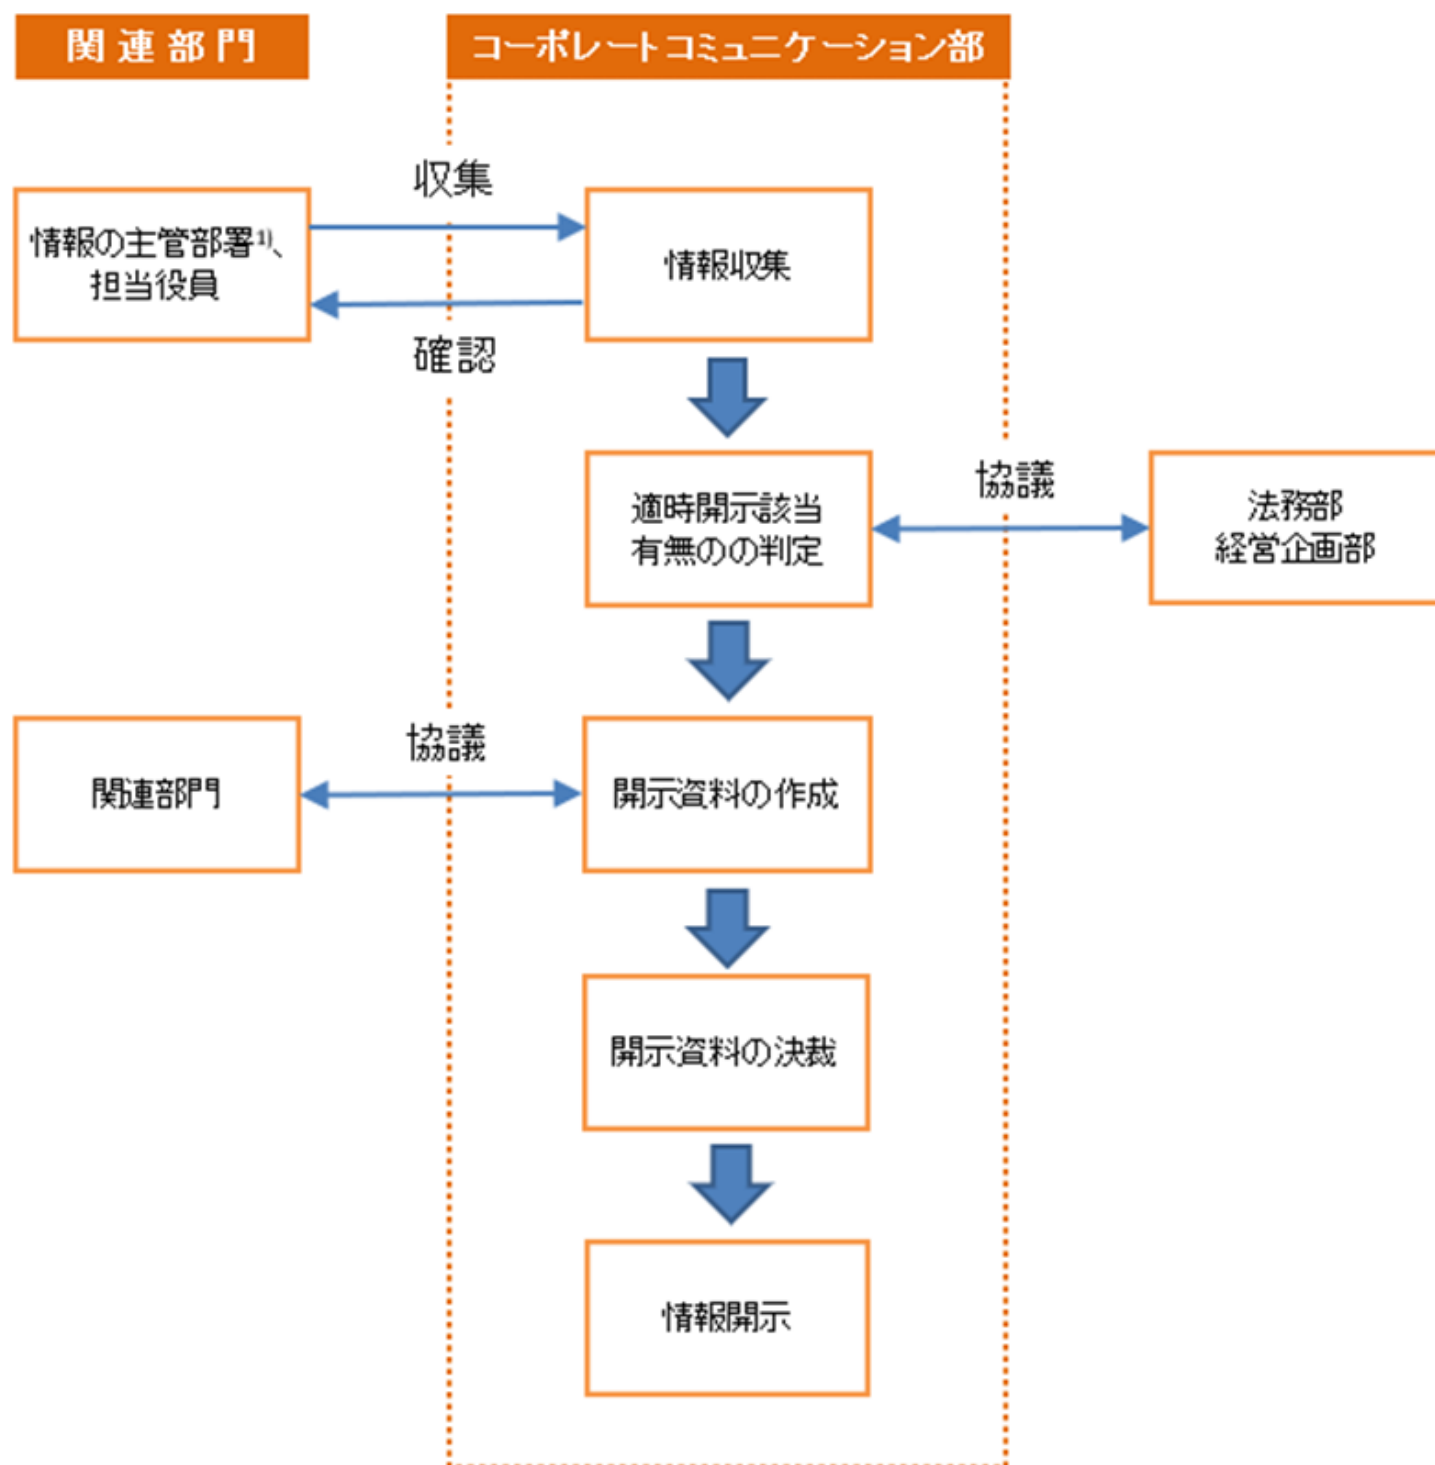 関連部門
コーポレートコミュニケーション部
収集
情報の主管部署1)、
担当役員
情報収集
確認
適時開示該当
有無のの判定
協議
法務部
経営企画部
関連部門
協議
開示資料の作成
開示資料の決裁
情報開示